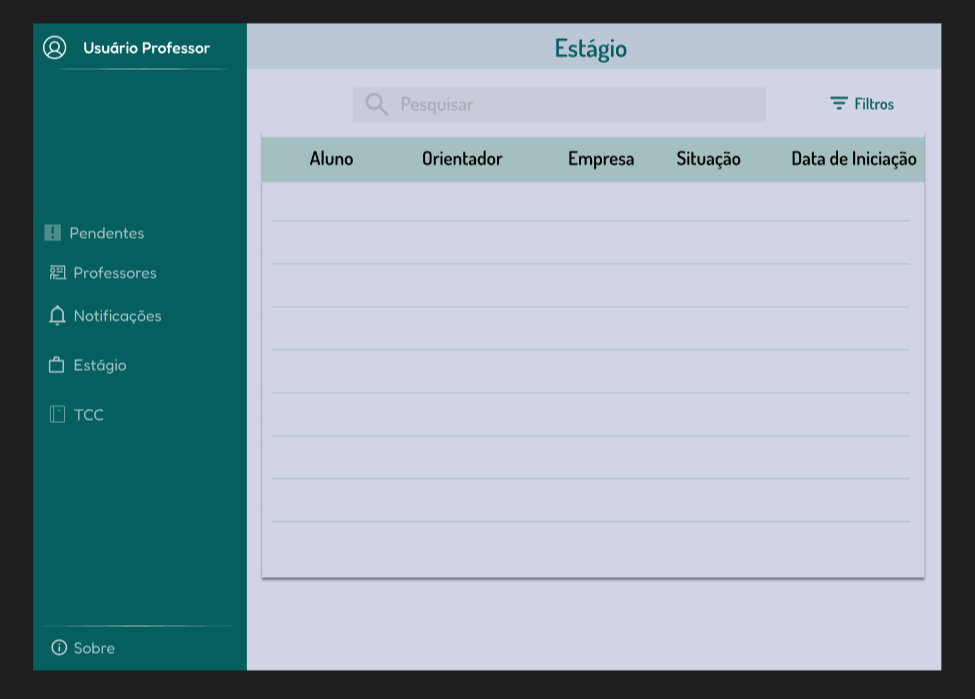 Usuário Professor
Pendentes
Professores
Notificações
Estágio
TCC
Sobre
Estágio
Pesquisar
Filtros
Aluno Orientador Empresa Situação Data de Iniciação